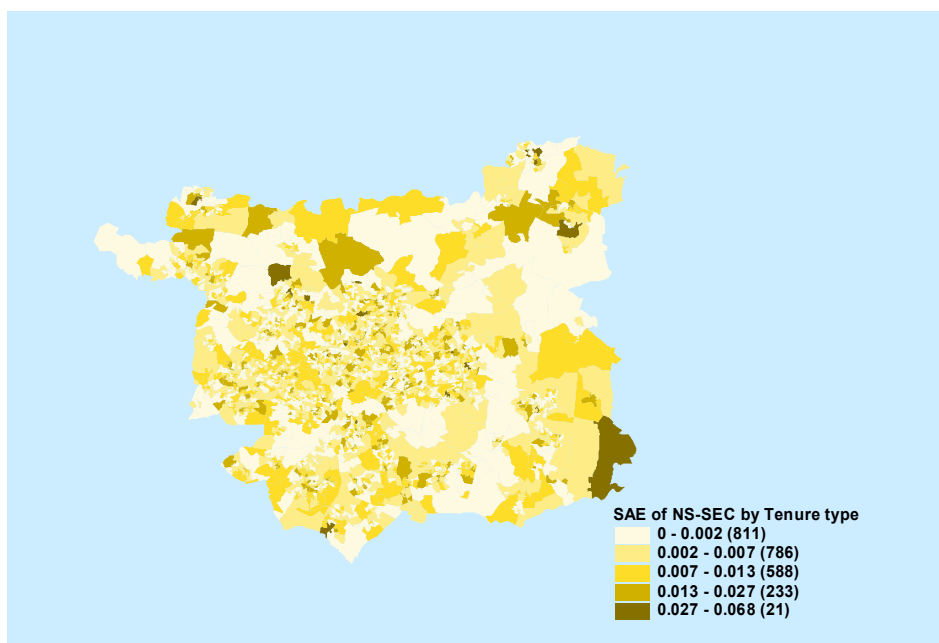 SAE of NS-SEC by Tenure type
0 - 0.002 (811)
0.002 - 0.007 (786)
0.007 - 0.013 (588)
0.013 - 0.027 (233)
0.027 - 0.068 (21)